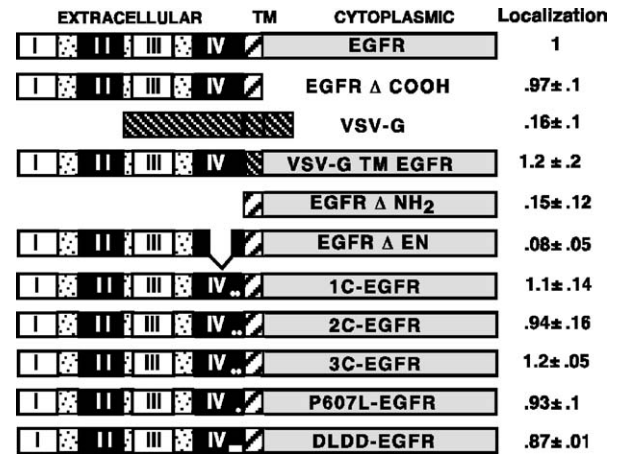 EXTRACELLULAR TM CYTOPLASMIC Localization
I II III IV EGFR 1
I II III IV EGFR Δ COOH .97±.1
VSV-G .16±.1
I II III IV VSV-G TM EGFR 1.2 ±.2
EGFR Δ NH₂ .15±.12
I II III EGFR Δ EN .08±.05
I II III IV 1C-EGFR 1.1±.14
I II III IV 2C-EGFR .94±.16
I II III IV 3C-EGFR 1.2±.05
I II III IV P607L-EGFR .93±.1
I II III IV DLDD-EGFR .87±.01